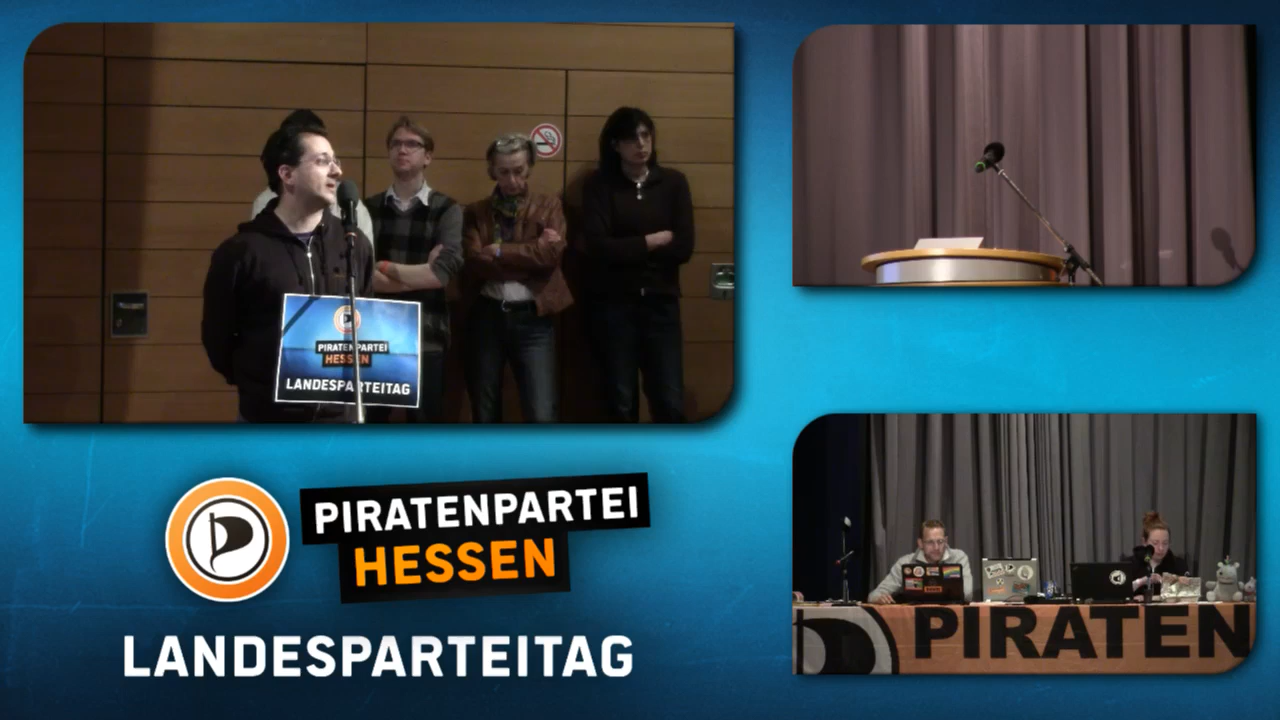 PIRATENPARTEI
HESSEN
LANDESPARTEITAG
PIRATENPARTEI
HESSEN
LANDESPARTEITAG
PIRATEN